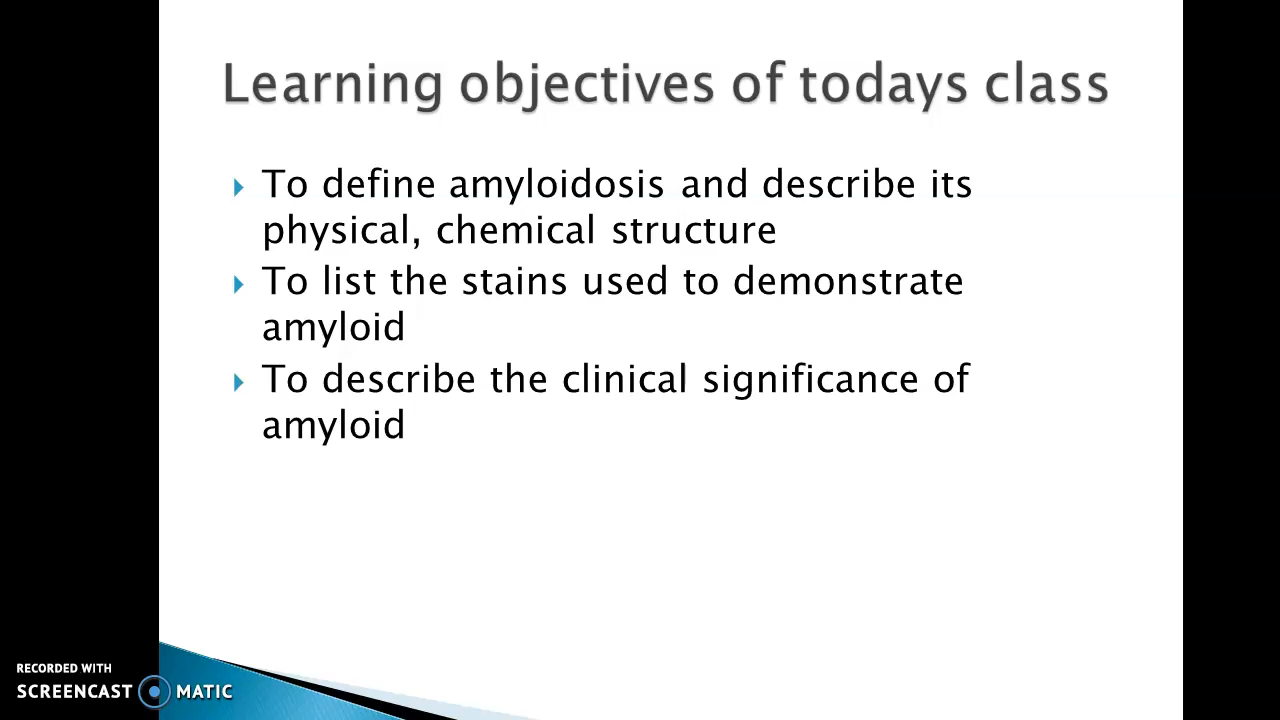 Learning objectives of todays class
To define amyloidosis and describe its
physical, chemical structure
To list the stains used to demonstrate
amyloid
To describe the clinical significance of
amyloid
RECORDED WITH
SCREENCAST MATIC